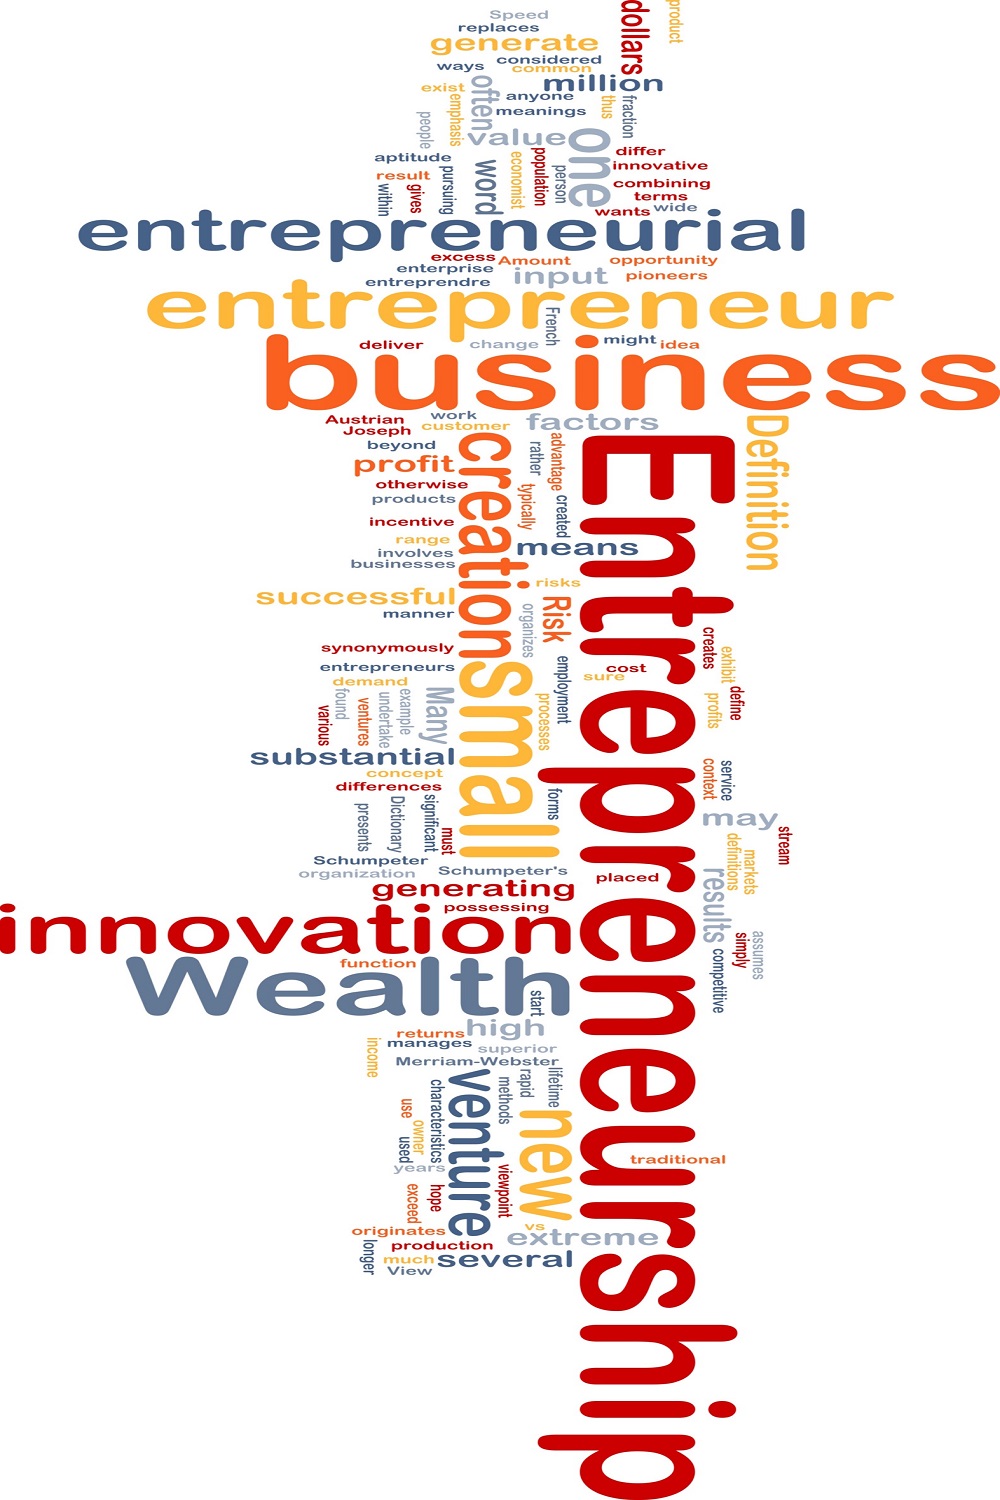 Speed
product
dollars
replaces
generate
considered
ways
common
million
often
exist
emphasis
anyone
thus
fraction
meanings
people
value
one
differ
aptitude
word
economist
population
person
innovative
result
pursuing
combining
within
gives
terms
wants
wide
entrepreneurial
excess
Amount
opportunity
enterprise
input
pioneers
entreprendre
entrepreneur
French
deliver
change
might
idea
business
Austrian
work
factors
Definition
Joseph
customer
beyond
creation
rather
advantage
Entrepreneurship
profit
otherwise
typically
products
created
incentive
range
means
involves
businesses
risks
successful
Risk
manner
organizes
creates
synonymously
exhibit
entrepreneurs
small
employment
cost
demand
sure
define
found
various
ventures
undertake
example
Many
processes
profits
substantial
context
service
concept
differences
forms
presents
Dictionary
significant
must
may
stream
definitions
markets
Schumpeter
organization
Schumpeter's
results
generating
placed
possessing
innovation
simply
assumes
competitive
function
Wealth
start
returns
high
income
manages
superior
Merriam-Webster
venture
rapid
lifetime
characteristics
methods
use
owner
used
new
years
viewpoint
traditional
exceed
hope
originates
vs
extreme
longer
production
much
several
View